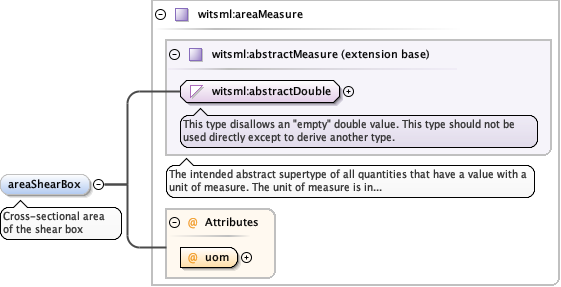 witsml:areaMeasure
witsml:abstractMeasure (extension base)
witsml:abstractDouble
This type disallows an "empty" double value. This type should not be
used directly except to derive another type.
The intended abstract supertype of all quantities that have a value with a
unit of measure. The unit of measure is in...
areaShearBox
Cross-sectional area
of the shear box
@ Attributes
@ uom